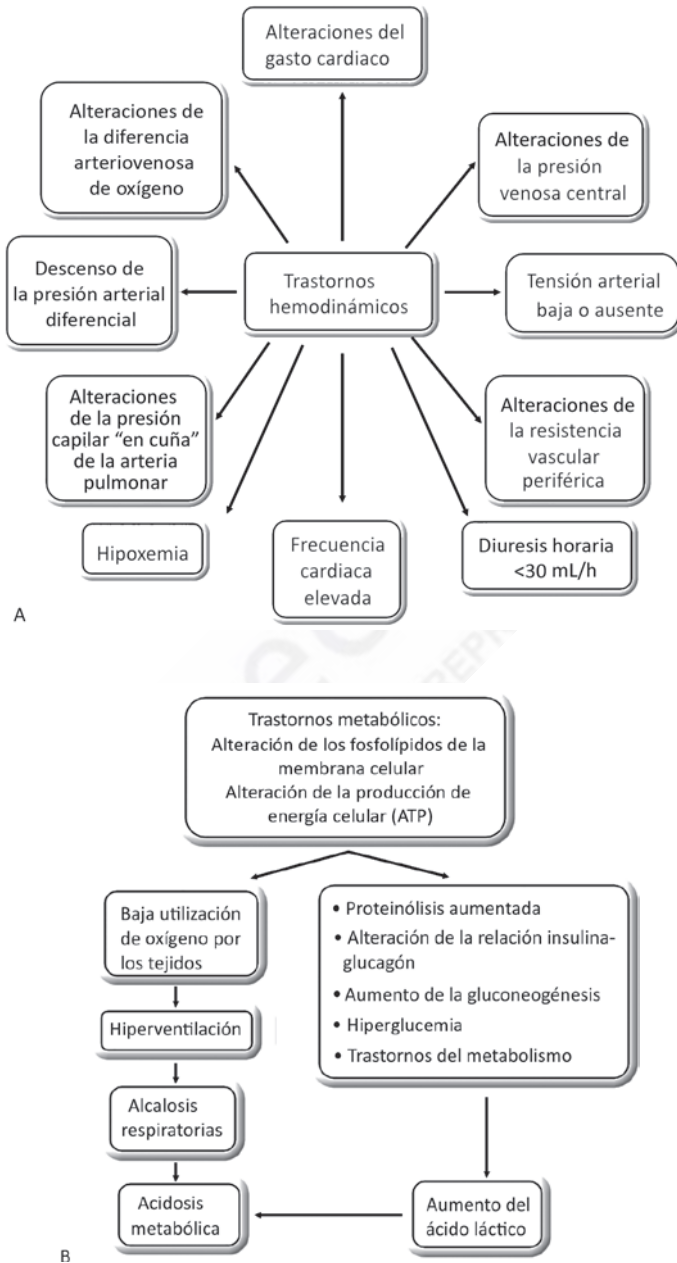 Alteraciones del
gasto cardiaco
Alteraciones de
la diferencia
arteriovenosa
de oxígeno
Alteraciones de
la presión
venosa central
Descenso de
la presión arterial
diferencial
Trastornos
hemodinámicos
Tensión arterial
baja o ausente
Alteraciones
de la presión
capilar “en cuña”
de la arteria
pulmonar
Alteraciones de
la resistencia
vascular
periférica
Hipoxemia
Frecuencia
cardiaca
elevada
Diuresis horaria
<30 mL/h
A
Trastornos metabólicos:
Alteración de los fosfolípidos de la
membrana celular
Alteración de la producción de
energía celular (ATP)
Baja utilización
de oxígeno por
los tejidos
• Proteinólisis aumentada
• Alteración de la relación insulina-
glucagón
• Aumento de la gluconeogénesis
• Hiperglucemia
• Trastornos del metabolismo
Hiperventilación
Alcalosis
respiratorias
Acidosis
metabólica
Aumento del
ácido láctico
B